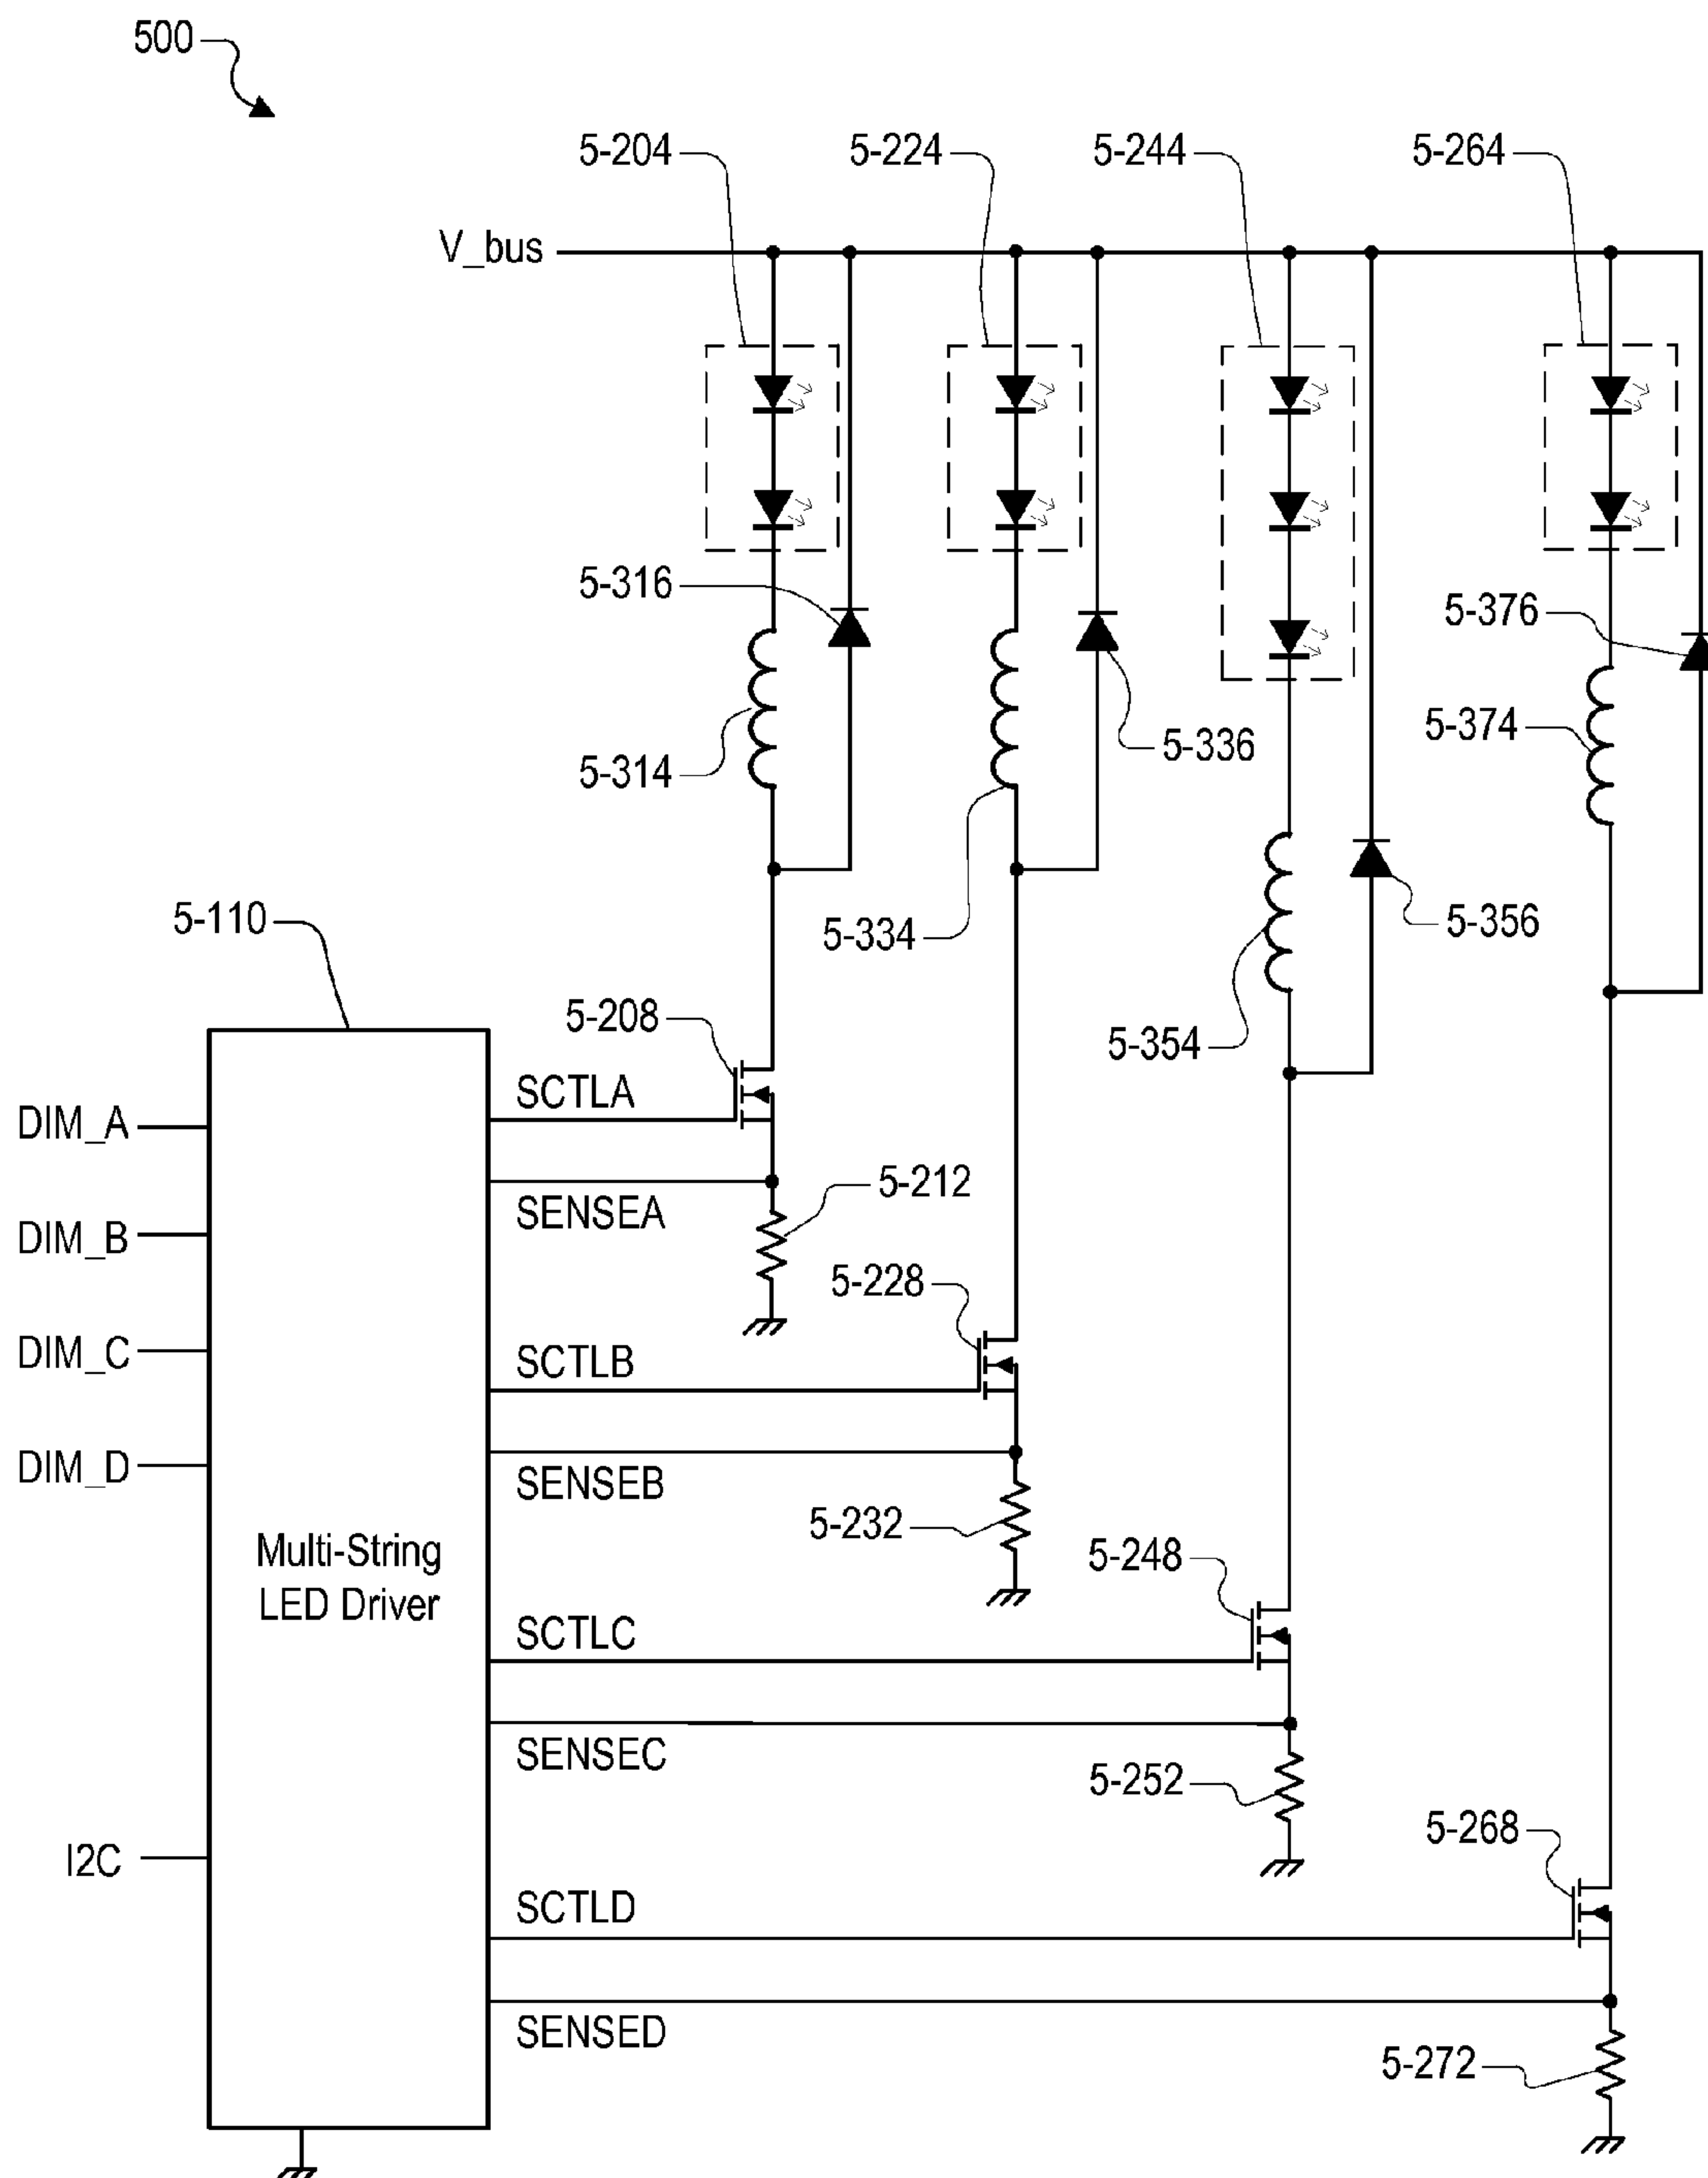 500
5-204
5-224
5-244
5-264
V_bus
5-316
5-376
5-374
5-336
5-314
5-334
5-356
5-110
5-208
5-354
SCTLA
DIM_A
5-212
SENSEA
DIM_B
5-228
DIM_C
SCTLB
DIM_D
SENSEB
5-232
Multi-String
LED Driver
5-248
SCTLC
SENSEC
5-252
5-268
I2C
SCTLD
SENSED
5-272